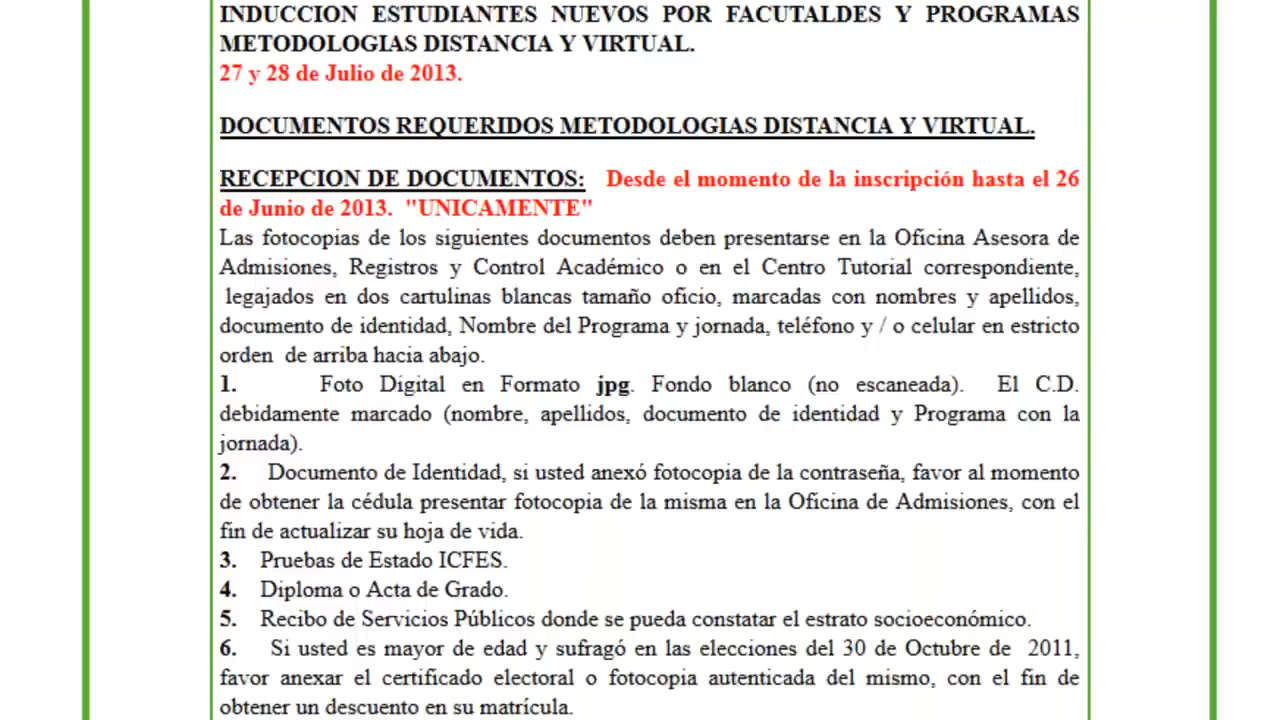 INDUCCION ESTUDIANTES NUEVOS POR FACUTALDES Y PROGRAMAS
METODOLOGIAS DISTANCIA Y VIRTUAL.
27 y 28 de Julio de 2013.
DOCUMENTOS REQUERIDOS METODOLOGIAS DISTANCIA Y VIRTUAL.
RECEPCION DE DOCUMENTOS: Desde el momento de la inscripción hasta el 26
de Junio de 2013. "UNICAMENTE"
Las fotocopias de los siguientes documentos deben presentarse en la Oficina Asesora de
Admisiones, Registros y Control Académico o en el Centro Tutorial correspondiente,
legajados en dos cartulinas blancas tamaño oficio, marcadas con nombres y apellidos,
documento de identidad, Nombre del Programa y jornada, teléfono y / o celular en estricto
orden de arriba hacia abajo.
1. Foto Digital en Formato jpg. Fondo blanco (no escaneada). El C.D.
debidamente marcado (nombre, apellidos, documento de identidad y Programa con la
jornada).
2. Documento de Identidad, si usted anexó fotocopia de la contraseña, favor al momento
de obtener la cédula presentar fotocopia de la misma en la Oficina de Admisiones, con el
fin de actualizar su hoja de vida.
3. Pruebas de Estado ICFES.
4. Diploma o Acta de Grado.
5. Recibo de Servicios Públicos donde se pueda constatar el estrato socioeconómico.
6. Si usted es mayor de edad y sufragó en las elecciones del 30 de Octubre de 2011,
favor anexar el certificado electoral o fotocopia autenticada del mismo, con el fin de
obtener un descuento en su matrícula.